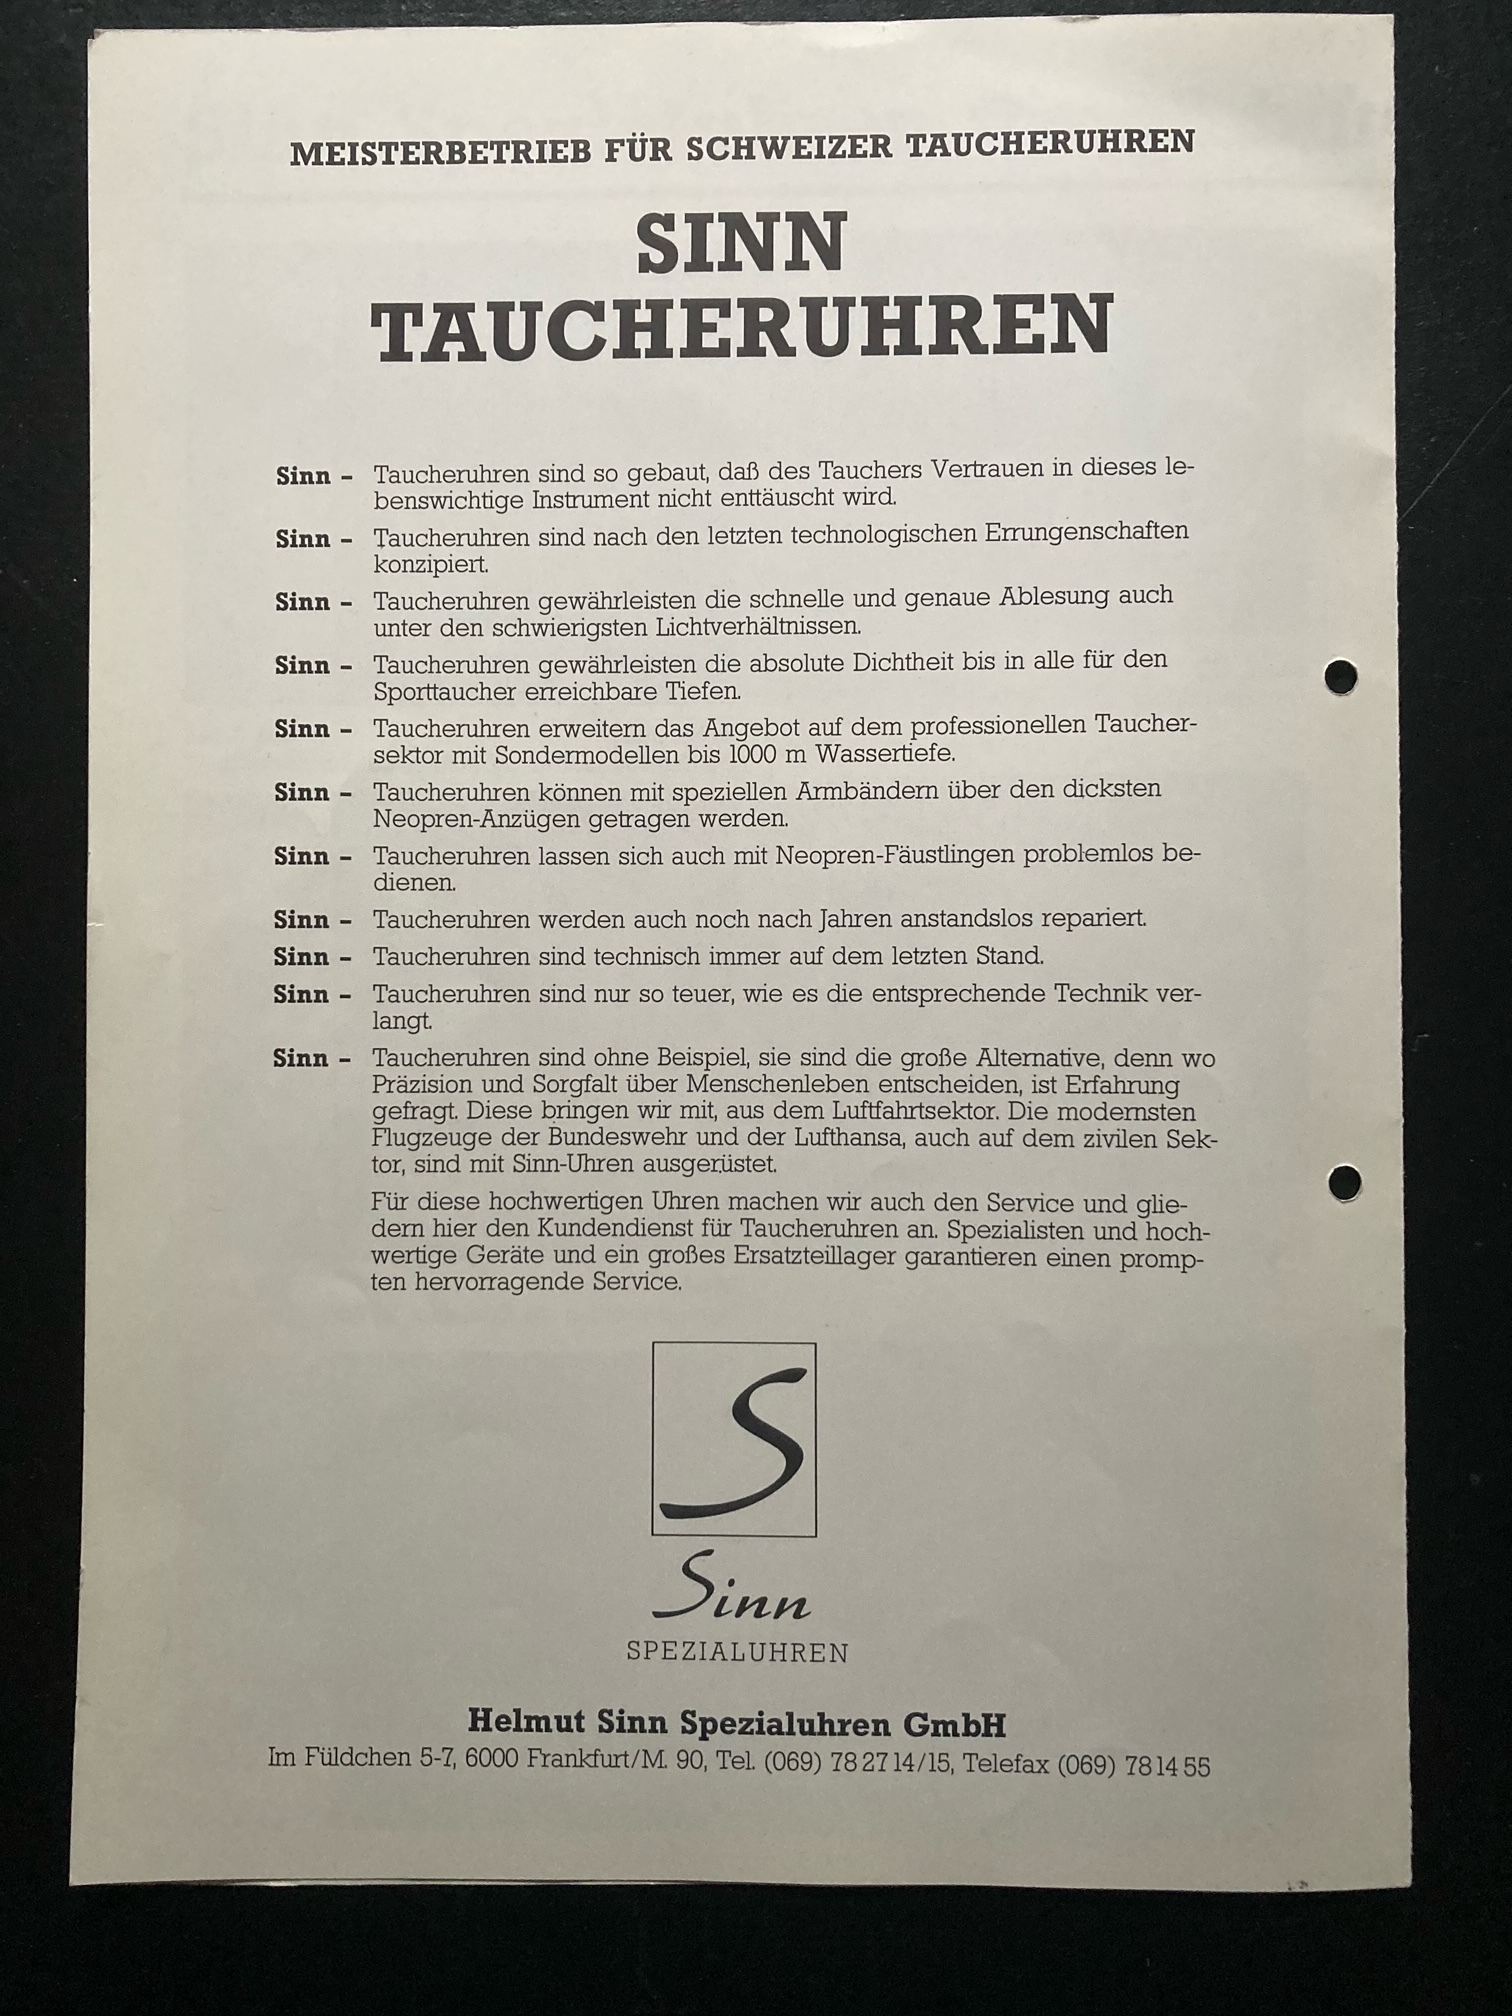 MEISTERBETRIEB FÜR SCHWEIZER TAUCHERUHREN
SINN
TAUCHERUHREN
Sinn – Taucheruhren sind so gebaut, daß des Tauchers Vertrauen in dieses le-
benswichtige Instrument nicht enttäuscht wird.
Sinn – Taucheruhren sind nach den letzten technologischen Errungenschaften
konzipiert.
Sinn – Taucheruhren gewährleisten die schnelle und genaue Ablesung auch
unter den schwierigsten Lichtverhältnissen.
Sinn – Taucheruhren gewährleisten die absolute Dichtheit bis in alle für den
Sporttaucher erreichbare Tiefen.
Sinn – Taucheruhren erweitern das Angebot auf dem professionellen Taucher-
sektor mit Sondermodellen bis 1000 m Wassertiefe.
Sinn – Taucheruhren können mit speziellen Armbändern über den dicksten
Neopren-Anzügen getragen werden.
Sinn – Taucheruhren lassen sich auch mit Neopren-Fäustlingen problemlos be-
dienen.
Sinn – Taucheruhren werden auch noch nach Jahren anstandslos repariert.
Sinn – Taucheruhren sind technisch immer auf dem letzten Stand.
Sinn – Taucheruhren sind nur so teuer, wie es die entsprechende Technik ver-
langt.
Sinn – Taucheruhren sind ohne Beispiel, sie sind die große Alternative, denn wo
Präzision und Sorgfalt über Menschenleben entscheiden, ist Erfahrung
gefragt. Diese bringen wir mit, aus dem Luftfahrtsektor. Die modernsten
Flugzeuge der Bundeswehr und der Lufthansa, auch auf dem zivilen Sek-
tor, sind mit Sinn-Uhren ausgerüstet.
Für diese hochwertigen Uhren machen wir auch den Service und glie-
dern hier den Kundendienst für Taucheruhren an. Spezialisten und hoch-
wertige Geräte und ein großes Ersatzteillager garantieren einen promp-
ten hervorragende Service.
S
Sinn
SPEZIALUHREN
Helmut Sinn Spezialuhren GmbH
Im Füldchen 5-7, 6000 Frankfurt/M. 90, Tel. (069) 78 27 14/15, Telefax (069) 78 14 55